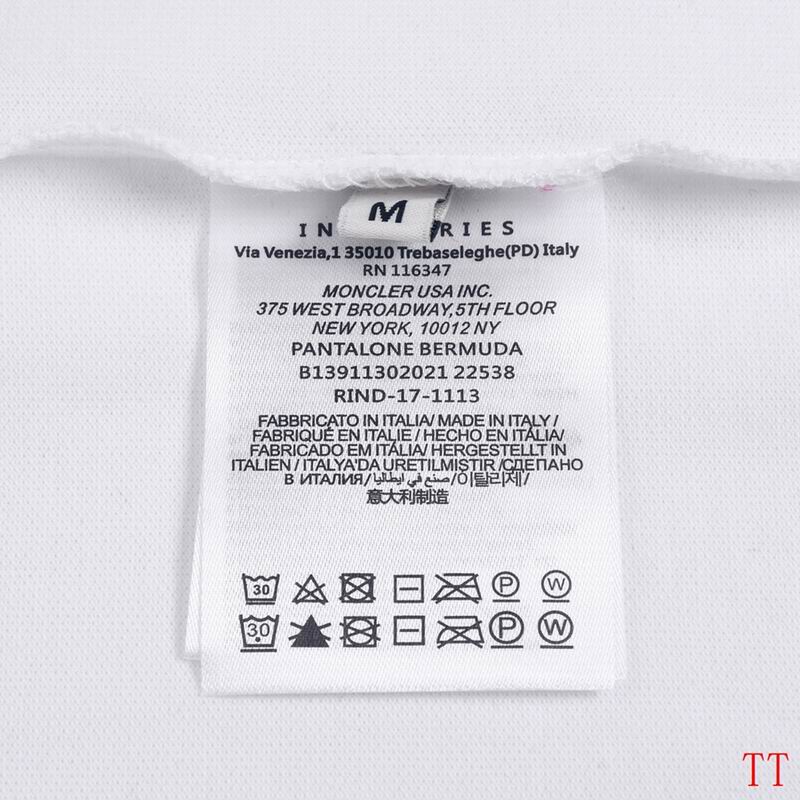 M
IN RIES
Via Venezia,1 35010 Trebaseleghe(PD) Italy
RN 116347
MONCLER USA INC.
375 WEST BROADWAY,5TH FLOOR
NEW YORK, 10012 NY
PANTALONE BERMUDA
B13911302021 22538
RIND-17-1113
FABBRICATO IN ITALIA/ MADE IN ITALY /
FABRIQUÉ EN ITALIE / HECHO EN ITÁLIA/
FABRICADO EM ITÁLIA/ HERGESTELLT IN
ITALIEN / ITALYA'DA URETILMISTIR /СДЕПАНО
В ИТАЛИЯ/ صنع في ايطاليا/이탈리제/
意大利制造
30 P W
30 P W
TT